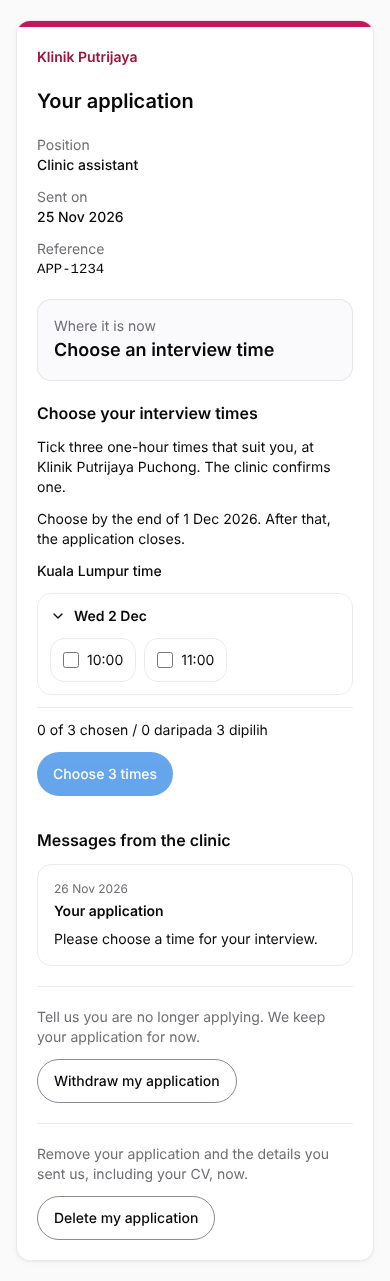 Klinik Putrijaya
Your application
Position
Clinic assistant
Sent on
25 Nov 2026
Reference
APP-1234
Where it is now
Choose an interview time
Choose your interview times
Tick three one-hour times that suit you, at
Klinik Putrijaya Puchong. The clinic confirms
one.
Choose by the end of 1 Dec 2026. After that,
the application closes.
Kuala Lumpur time
Wed 2 Dec
10:00 11:00
0 of 3 chosen / 0 daripada 3 dipilih
Choose 3 times
Messages from the clinic
26 Nov 2026
Your application
Please choose a time for your interview.
Tell us you are no longer applying. We keep
your application for now.
Withdraw my application
Remove your application and the details you
sent us, including your CV, now.
Delete my application